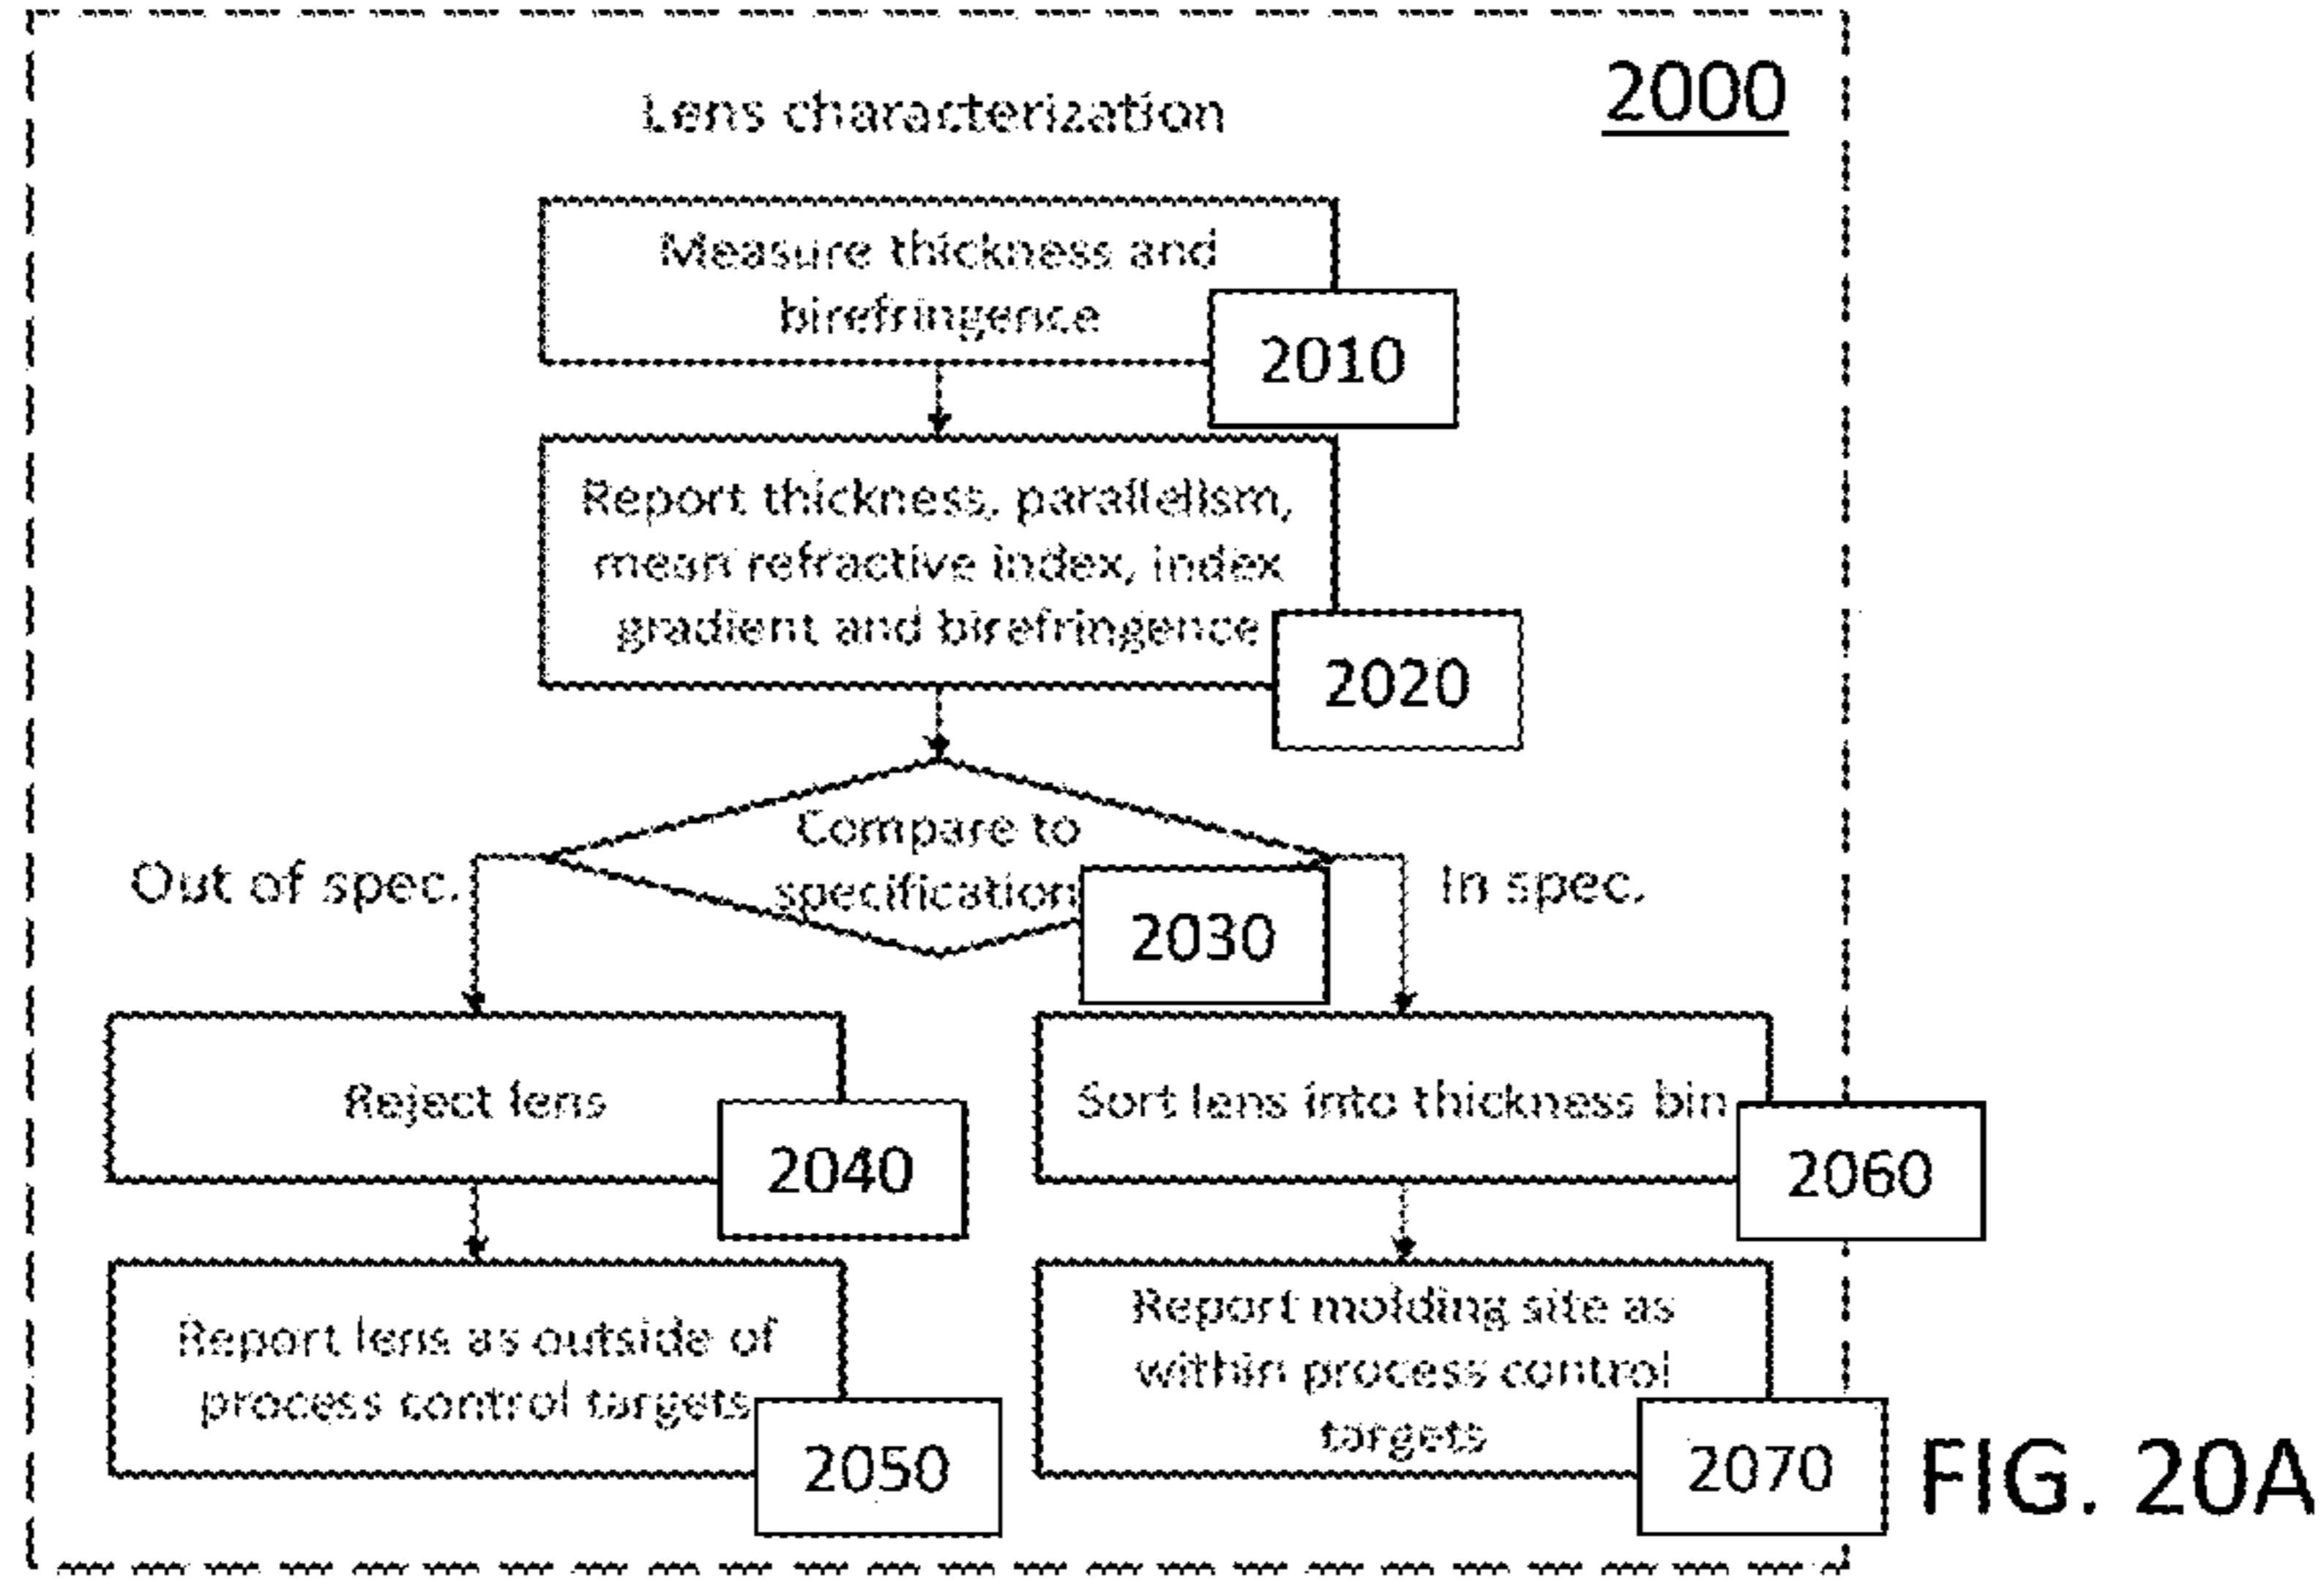 2000
Lens characterization
Measure thickness and
birefringence
2010
Report thickness, parallelism,
mean refractive index, index
gradient and birefringence
2020
Compare to
specification
2030
Out of spec.
In spec.
Reject lens
2040
Sort lens into thickness bin
2060
Report lens as outside of
process control targets
2050
Report molding site as
within process control
targets
2070
FIG. 20A